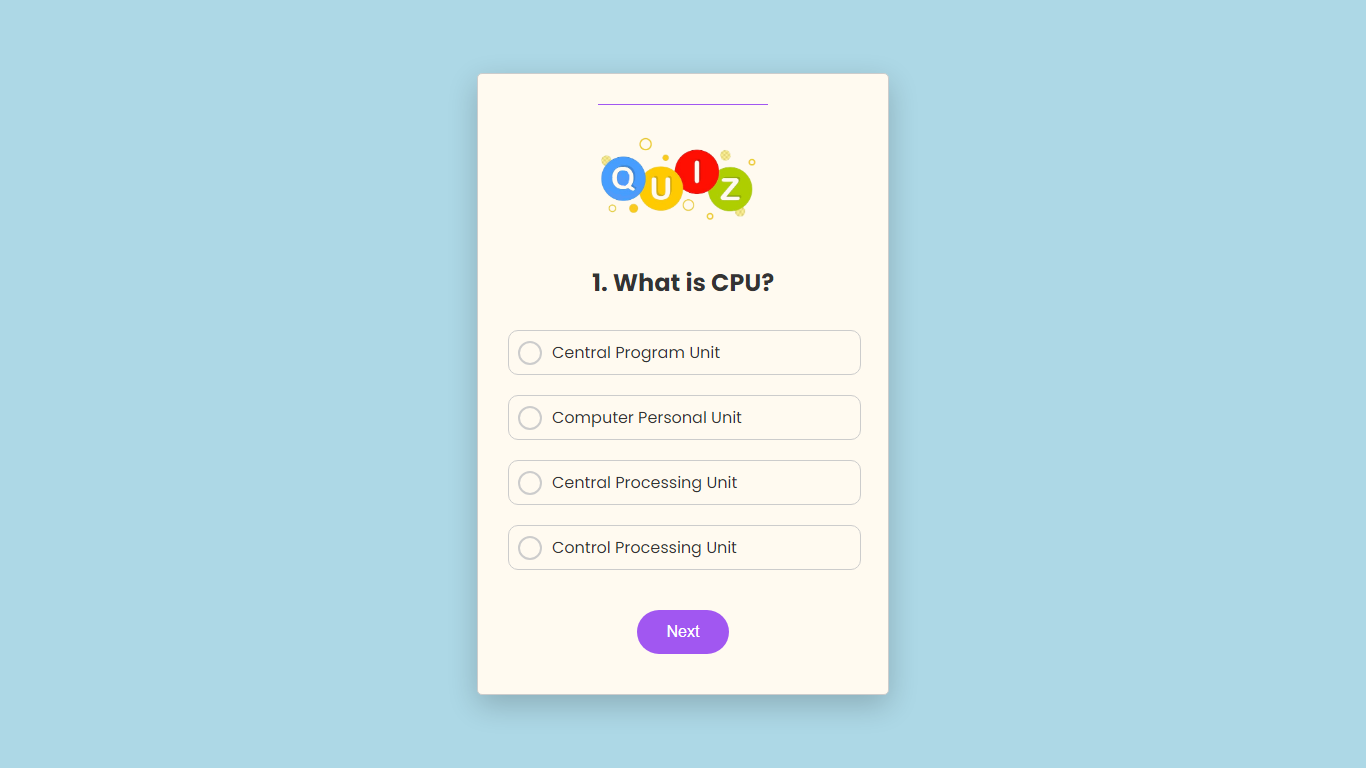 QUIZ
1. What is CPU?
Central Program Unit
Computer Personal Unit
Central Processing Unit
Control Processing Unit
Next